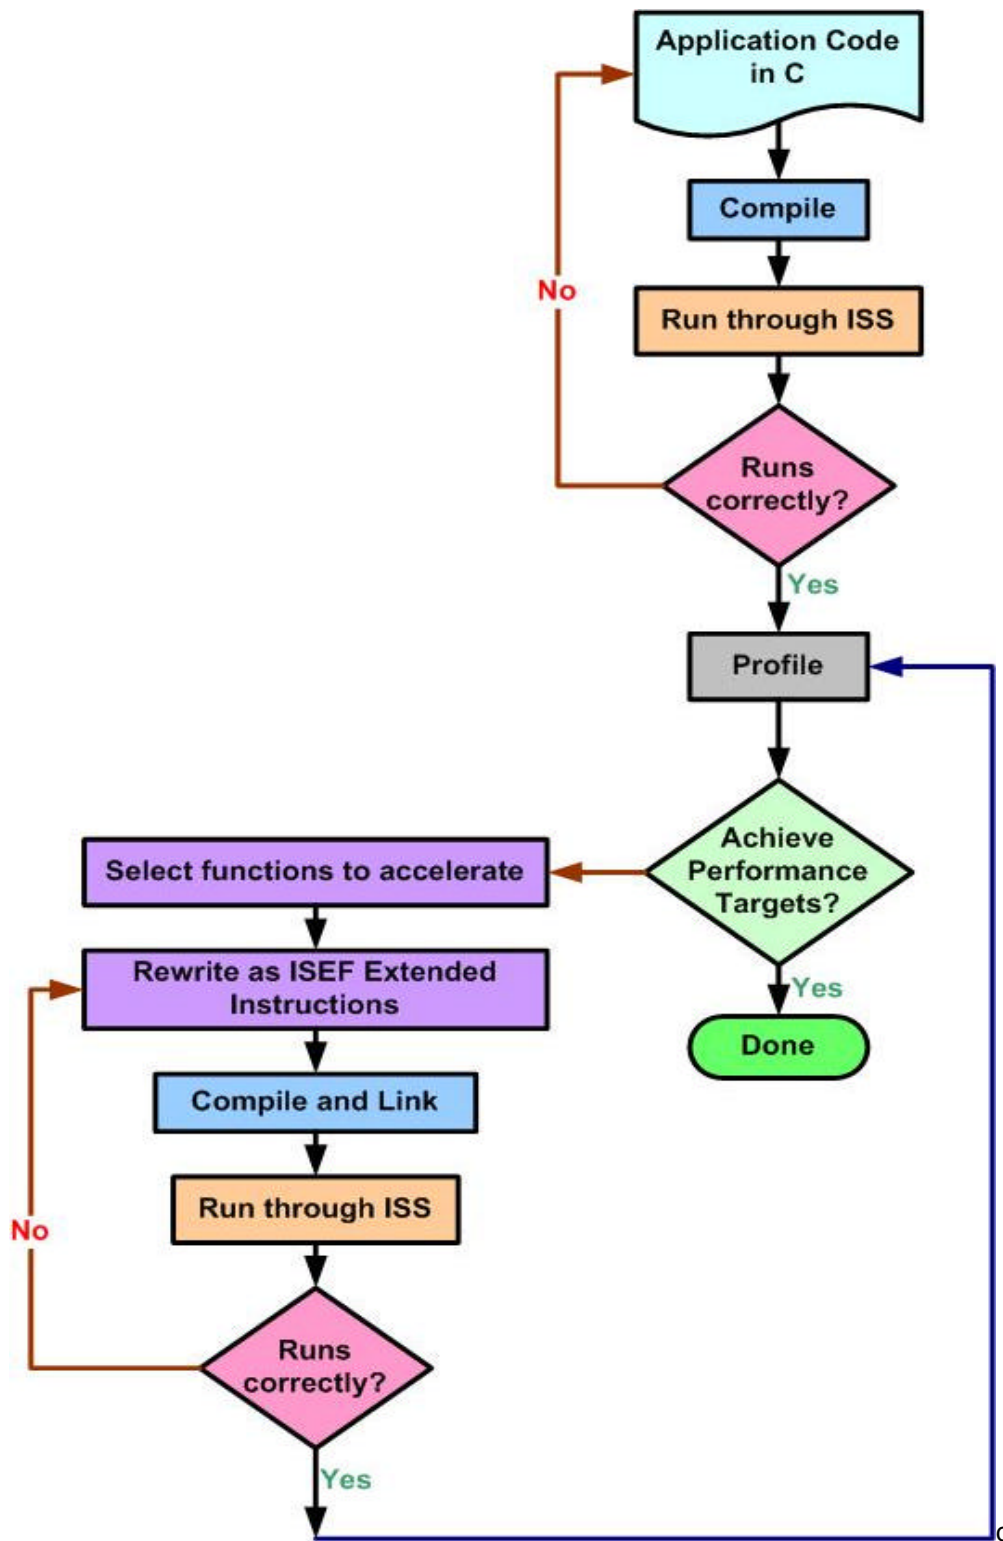 Application Code
in C
Compile
No
Run through ISS
Runs
correctly?
Yes
Profile
Achieve
Performance
Targets?
Yes
Done
Select functions to accelerate
Rewrite as ISEF Extended
Instructions
Compile and Link
Run through ISS
No
Runs
correctly?
Yes